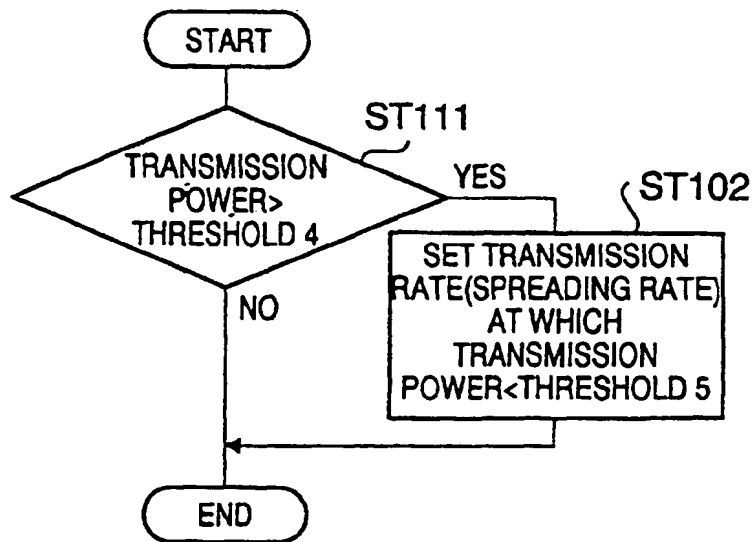 START
ST111
TRANSMISSION
POWER>
THRESHOLD 4
YES
ST102
SET TRANSMISSION
RATE(SPREADING RATE)
AT WHICH
TRANSMISSION
POWER<THRESHOLD 5
NO
END